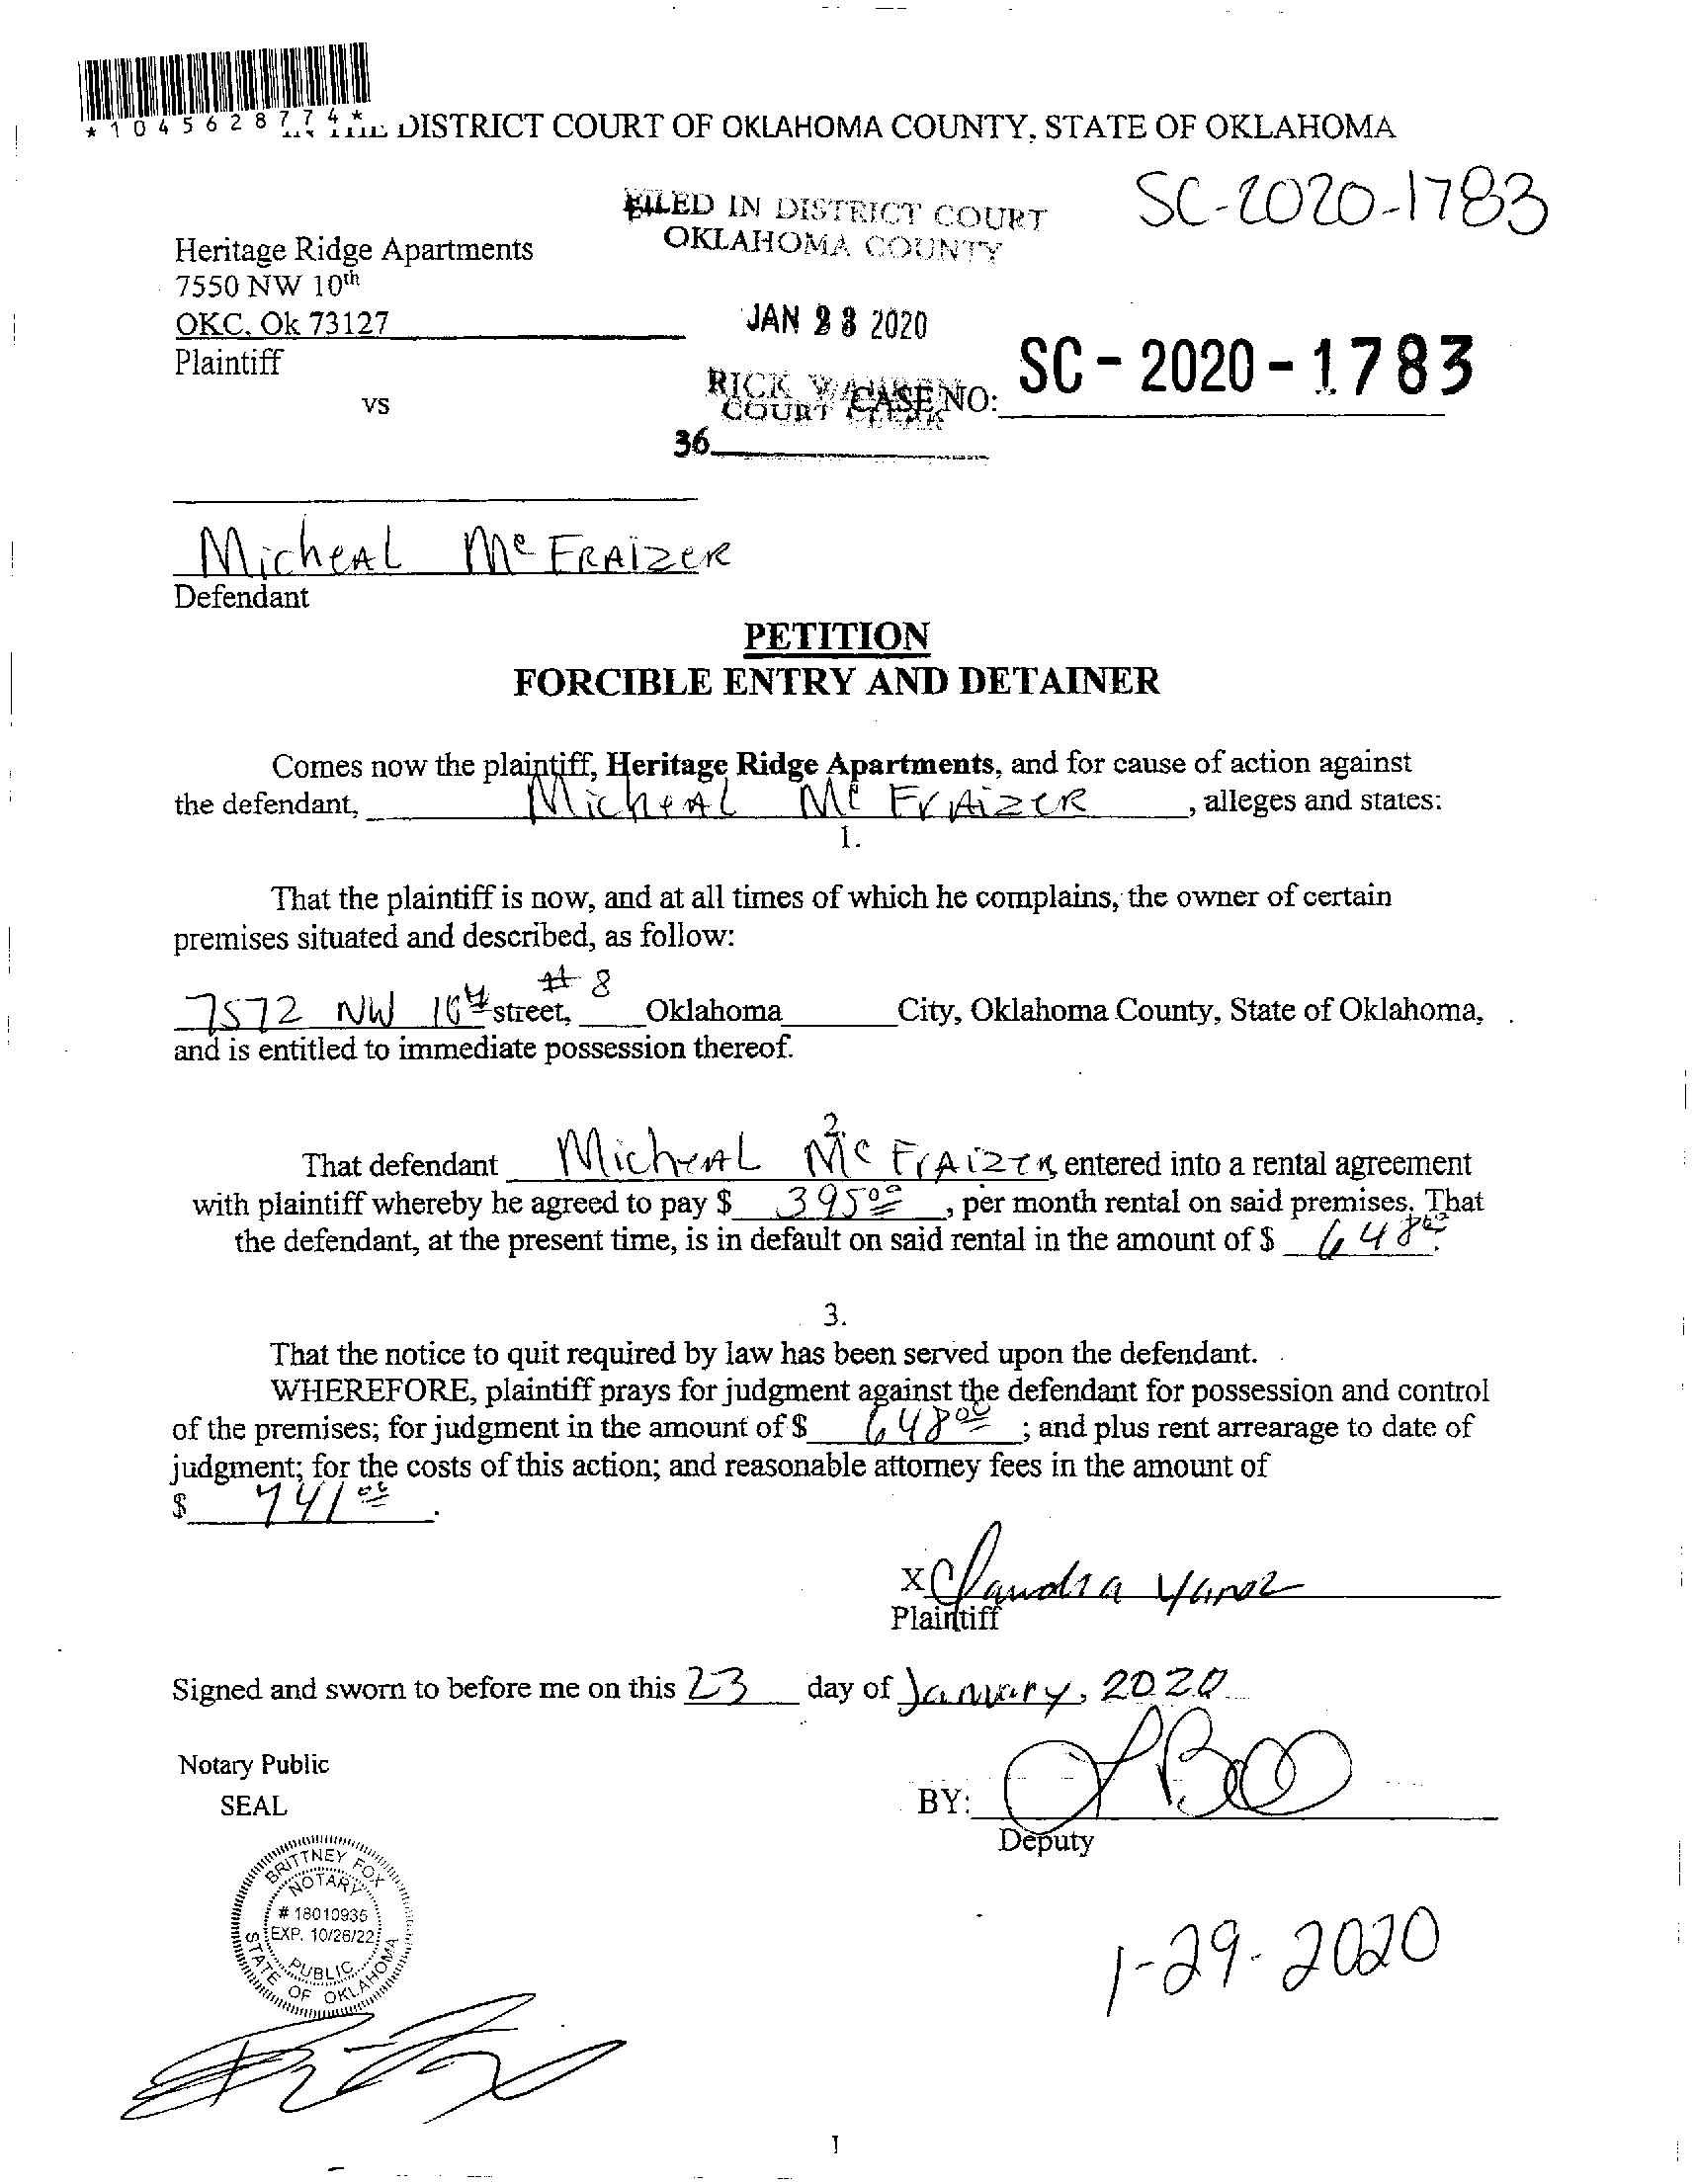 *10456287774*
IN THE DISTRICT COURT OF OKLAHOMA COUNTY, STATE OF OKLAHOMA
SC-2020-1783
FILED IN DISTRICT COURT
OKLAHOMA COUNTY
Heritage Ridge Apartments
7550 NW 10th
OKC, Ok 73127
Plaintiff
JAN 28 2020
RICK WARREN
COURT CLERK
CASE NO: SC-2020-1783
vs
36
Micheal McFraizer
Defendant
PETITION
FORCIBLE ENTRY AND DETAINER
Comes now the plaintiff, Heritage Ridge Apartments, and for cause of action against
the defendant, Micheal McFraizer, alleges and states:
1.
That the plaintiff is now, and at all times of which he complains, the owner of certain
premises situated and described, as follow:
7572 NW 10th street, #8 Oklahoma City, Oklahoma County, State of Oklahoma,
and is entitled to immediate possession thereof.
2.
That defendant Micheal McFraizer, entered into a rental agreement
with plaintiff whereby he agreed to pay $ 395.00, per month rental on said premises. That
the defendant, at the present time, is in default on said rental in the amount of $ 648.00.
3.
That the notice to quit required by law has been served upon the defendant.
WHEREFORE, plaintiff prays for judgment against the defendant for possession and control
of the premises; for judgment in the amount of $ 648.00; and plus rent arrearage to date of
judgment; for the costs of this action; and reasonable attorney fees in the amount of
$ 741.00.
X Claudia Yanez
Plaintiff
Signed and sworn to before me on this 23 day of January, 2020
Notary Public
SEAL
BY:
Deputy
BRITTNEY FOX
NOTARY
# 18010935
EXP. 10/26/22
PUBLIC
STATE OF OKLAHOMA
1-29-2020
1